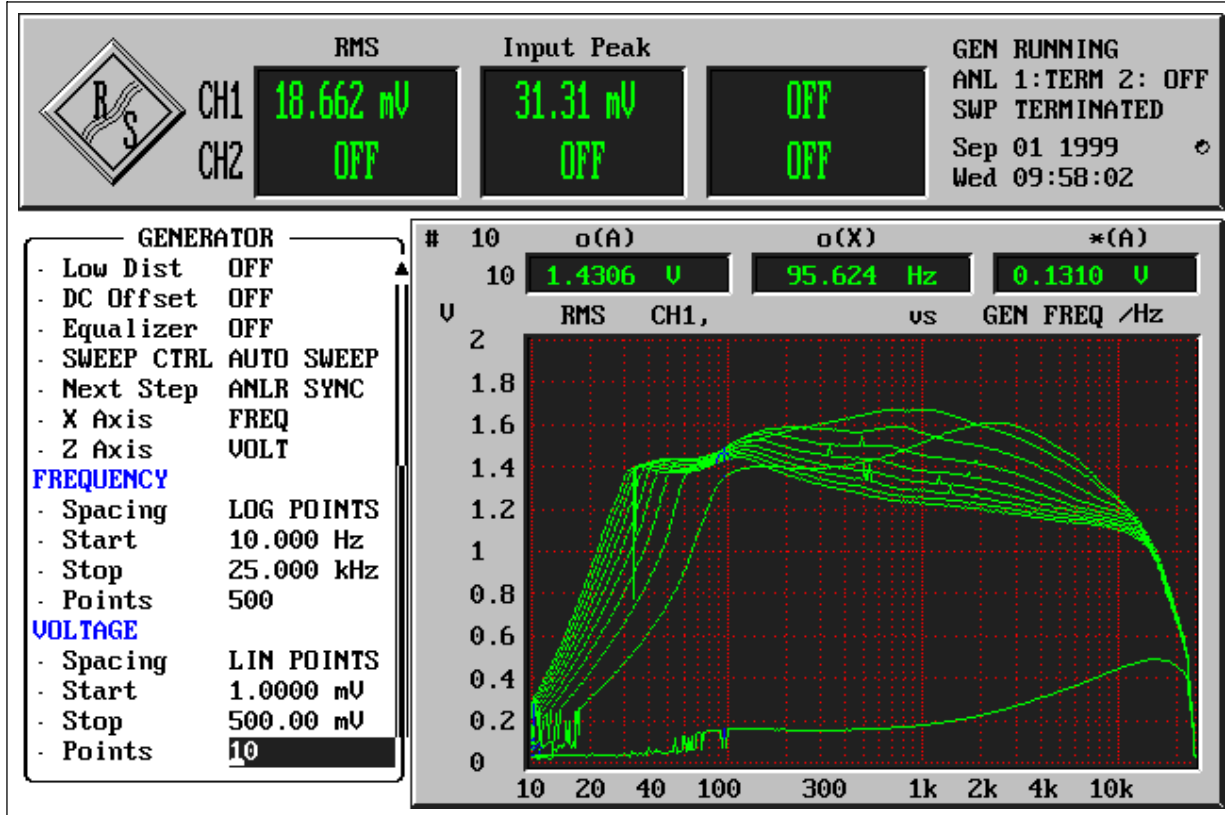 RMS Input Peak
R S
CH1 18.662 mV 31.31 mV OFF
CH2 OFF OFF OFF
GEN RUNNING
ANL 1:TERM 2: OFF
SWP TERMINATED
Sep 01 1999
Wed 09:58:02
GENERATOR
· Low Dist OFF
· DC Offset OFF
· Equalizer OFF
· SWEEP CTRL AUTO SWEEP
· Next Step ANLR SYNC
· X Axis FREQ
· Z Axis VOLT
FREQUENCY
· Spacing LOG POINTS
· Start 10.000 Hz
· Stop 25.000 kHz
· Points 500
VOLTAGE
· Spacing LIN POINTS
· Start 1.0000 mV
· Stop 500.00 mV
· Points 10
# 10 o(A) o(X) *(A)
10 1.4306 V 95.624 Hz 0.1310 V
V RMS CH1, vs GEN FREQ /Hz
2
1.8
1.6
1.4
1.2
1
0.8
0.6
0.4
0.2
0
10 20 40 100 300 1k 2k 4k 10k